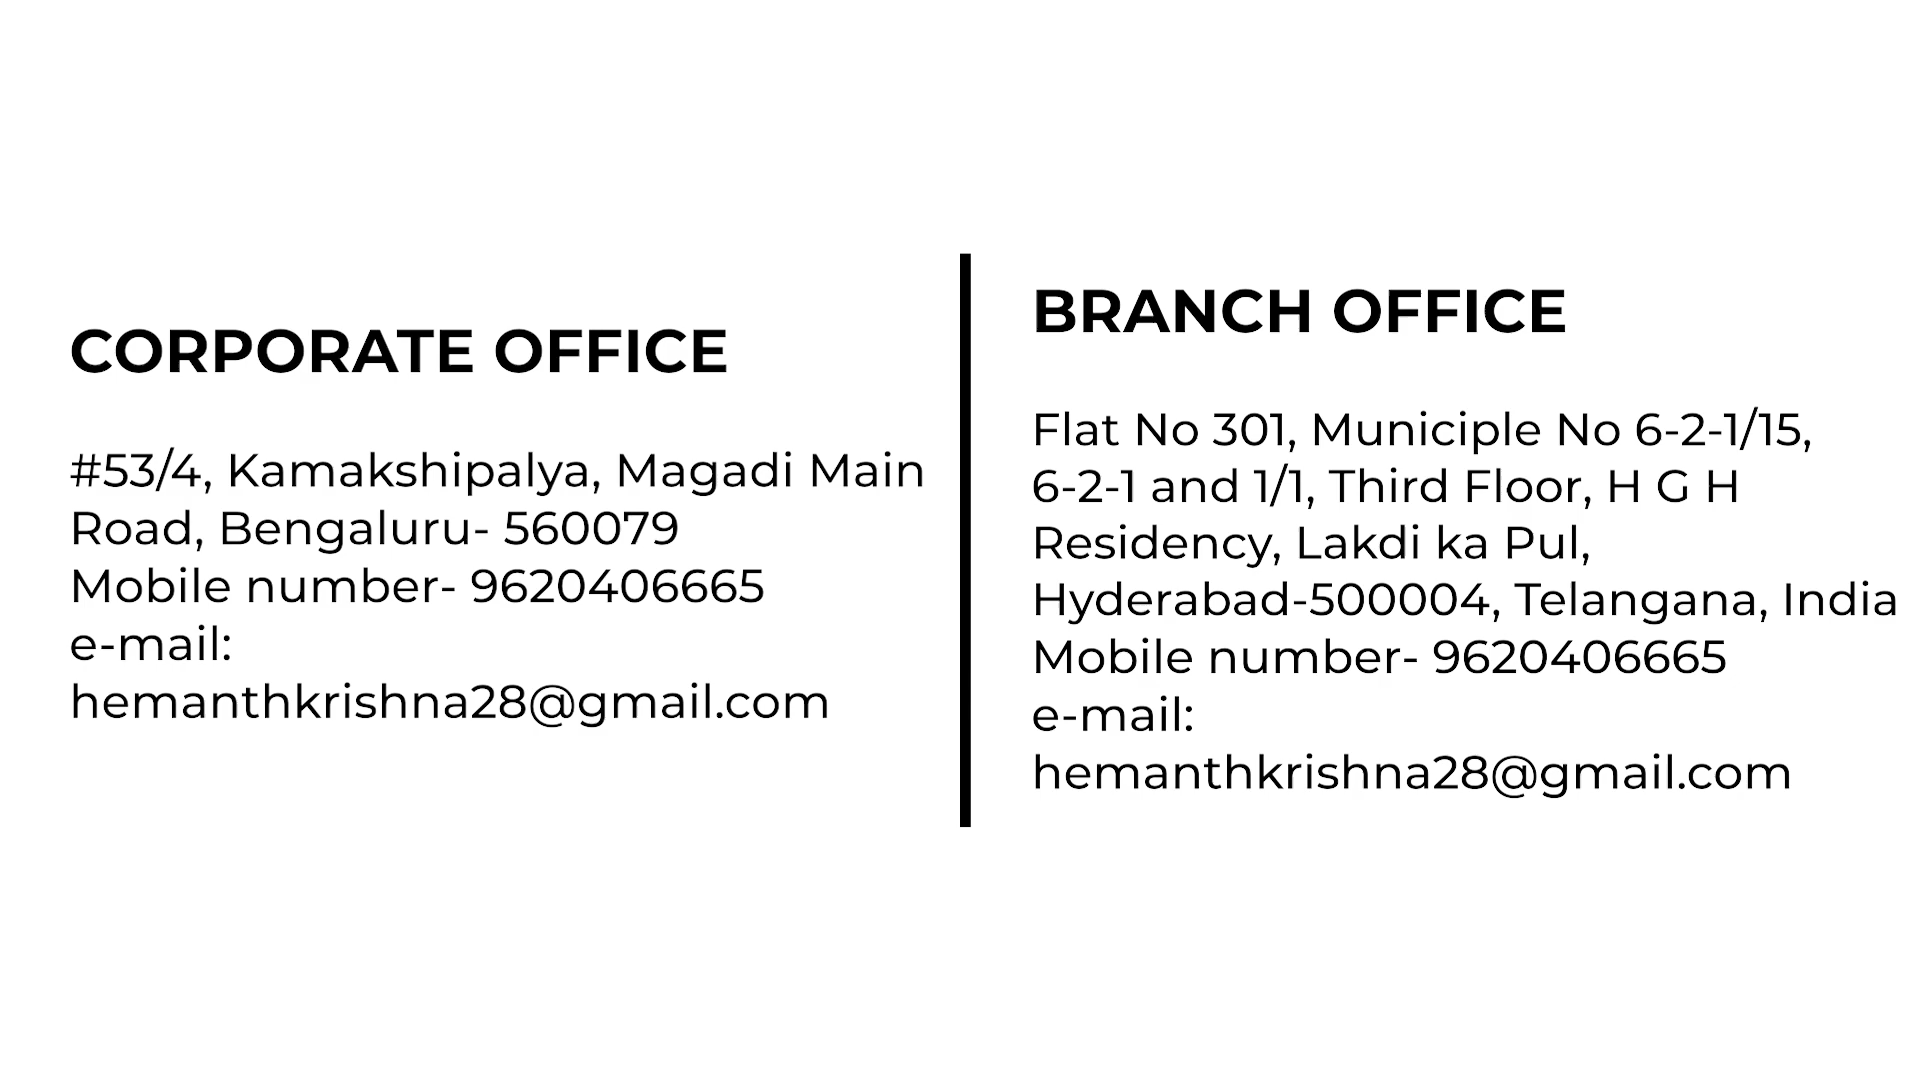 CORPORATE OFFICE
#53/4, Kamakshipalya, Magadi Main
Road, Bengaluru- 560079
Mobile number- 9620406665
e-mail:
hemanthkrishna28@gmail.com
BRANCH OFFICE
Flat No 301, Municiple No 6-2-1/15,
6-2-1 and 1/1, Third Floor, H G H
Residency, Lakdi ka Pul,
Hyderabad-500004, Telangana, India
Mobile number- 9620406665
e-mail:
hemanthkrishna28@gmail.com